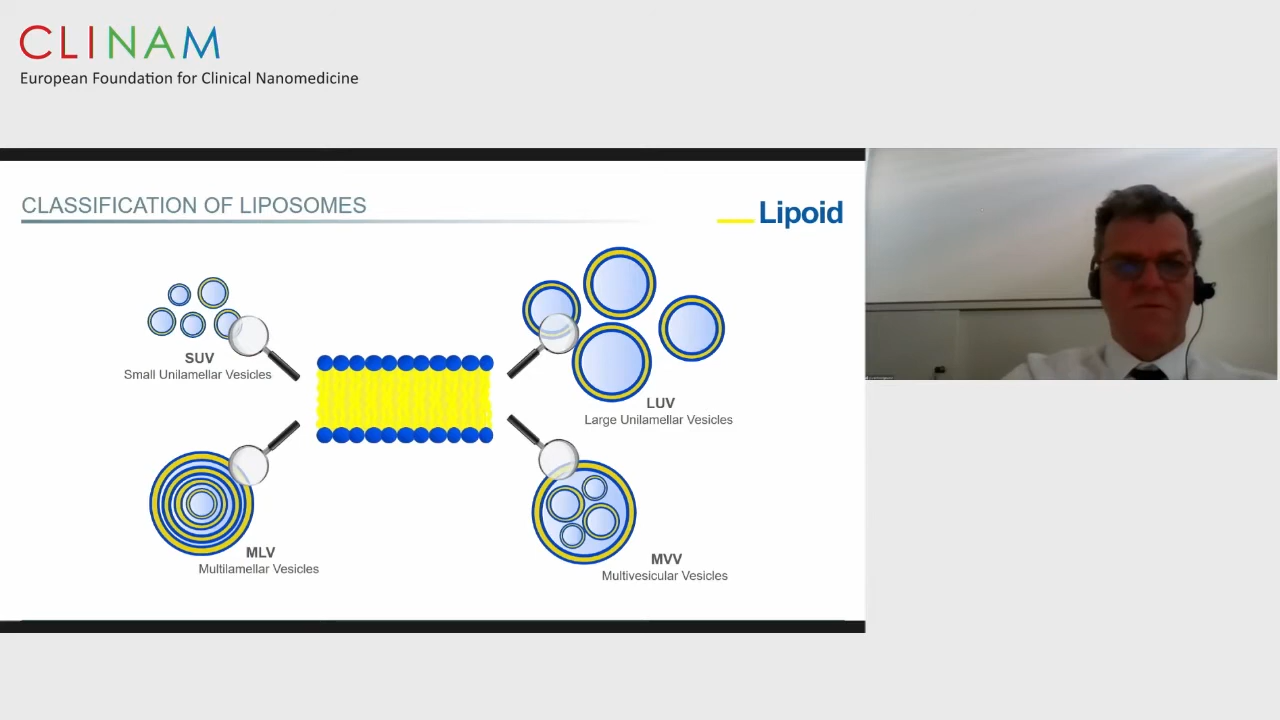 CLINAM
European Foundation for Clinical Nanomedicine
CLASSIFICATION OF LIPOSOMES
Lipoid
SUV
Small Unilamellar Vesicles
LUV
Large Unilamellar Vesicles
MLV
Multilamellar Vesicles
MVV
Multivesicular Vesicles